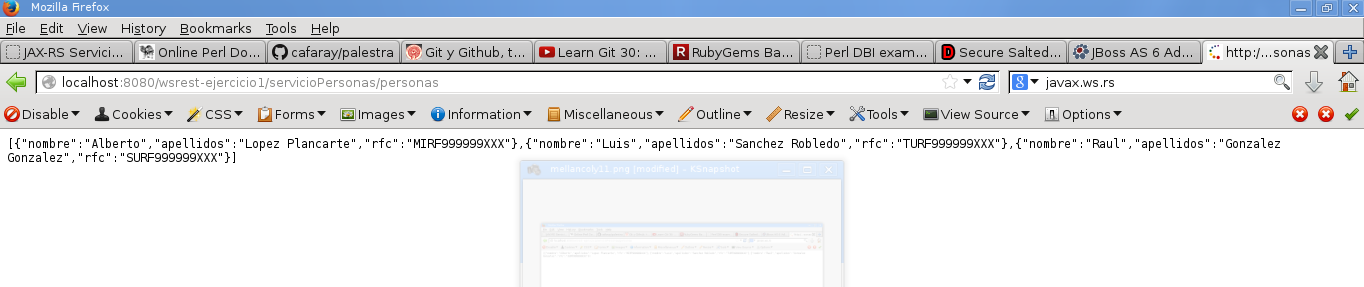 Mozilla Firefox
File Edit View History Bookmarks Tools Help
JAX-RS Servici... Online Perl Do... cafaray/palestra Git y Github, t... Learn Git 30: ... RubyGems Ba... Perl DBI exam... Secure Salted... JBoss AS 6 Ad... http:/...sonas
localhost:8080/wsrest-ejercicio1/servicioPersonas/personas javax.ws.rs
Disable Cookies CSS Forms Images Information Miscellaneous Outline Resize Tools View Source Options
[{"nombre":"Alberto","apellidos":"Lopez Plancarte","rfc":"MIRF999999XXX"},{"nombre":"Luis","apellidos":"Sanchez Robledo","rfc":"TURF999999XXX"},{"nombre":"Raul","apellidos":"Gonzalez
Gonzalez","rfc":"SURF999999XXX"}]
mellancoly11.png [modified] – KSnapshot